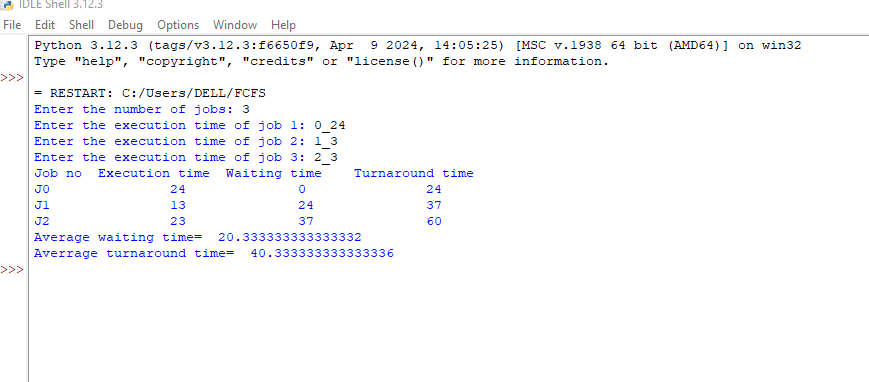 IDLE Shell 3.12.3
File Edit Shell Debug Options Window Help
Python 3.12.3 (tags/v3.12.3:f6650f9, Apr  9 2024, 14:05:25) [MSC v.1938 64 bit (AMD64)] on win32
Type "help", "copyright", "credits" or "license()" for more information.
>>>
= RESTART: C:/Users/DELL/FCFS
Enter the number of jobs: 3
Enter the execution time of job 1: 0_24
Enter the execution time of job 2: 1_3
Enter the execution time of job 3: 2_3
Job no  Execution time  Waiting time    Turnaround time
J0               24              0               24
J1               13              24              37
J2               23              37              60
Average waiting time=  20.333333333333332
Averrage turnaround time=  40.333333333333336
>>>